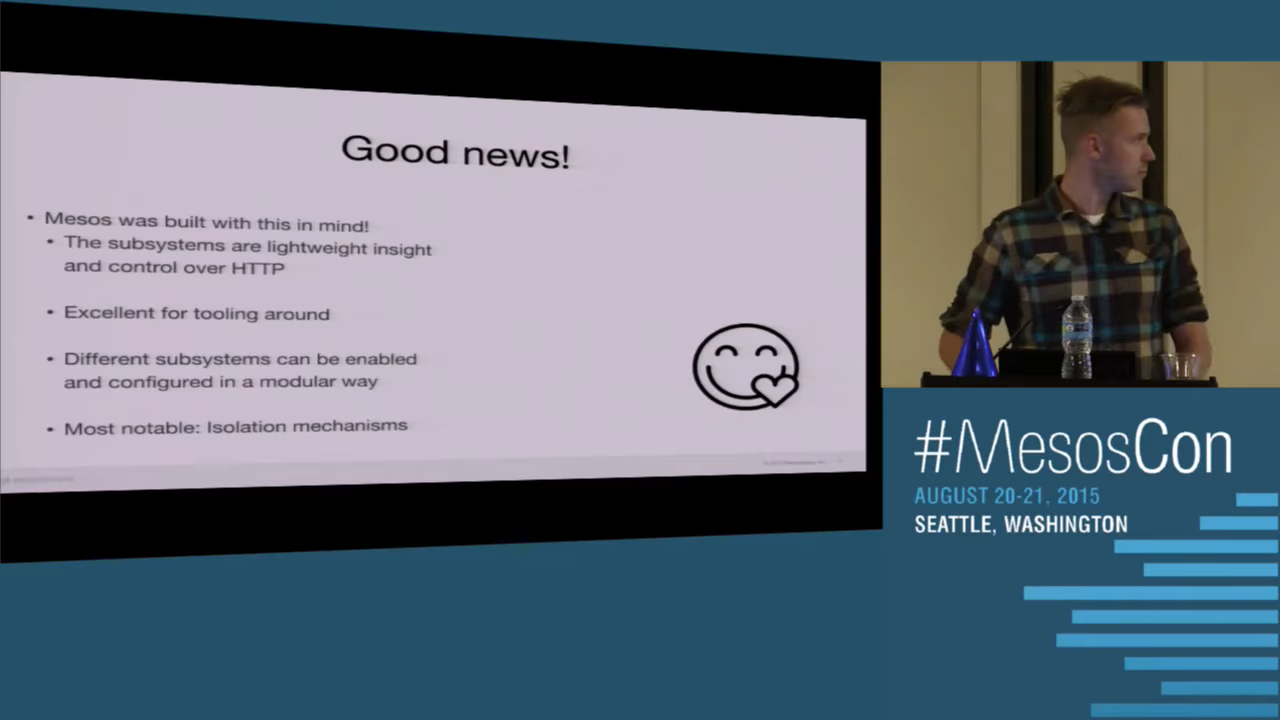 Good news!
• Mesos was built with this in mind!
• The subsystems are lightweight insight
and control over HTTP
• Excellent for tooling around
• Different subsystems can be enabled
and configured in a modular way
• Most notable: Isolation mechanisms
#MesosCon
AUGUST 20-21, 2015
SEATTLE, WASHINGTON